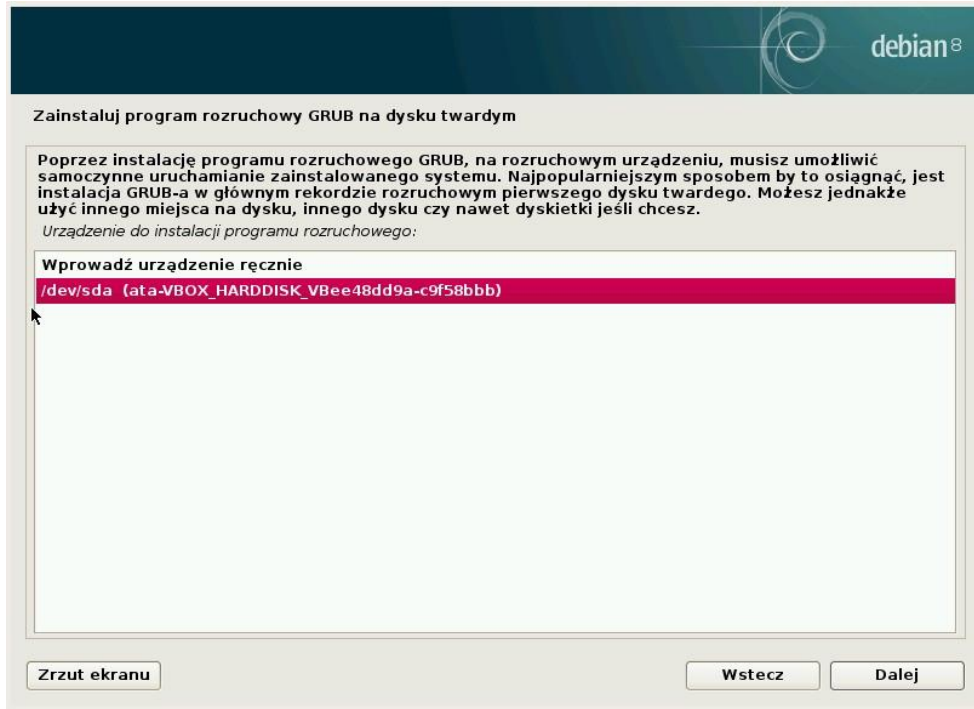 debian 8
Zainstaluj program rozruchowy GRUB na dysku twardym
Poprzez instalację programu rozruchowego GRUB, na rozruchowym urządzeniu, musisz umożliwić
samoczynne uruchamianie zainstalowanego systemu. Najpopularniejszym sposobem by to osiągnąć, jest
instalacja GRUB-a w głównym rekordzie rozruchowym pierwszego dysku twardego. Możesz jednakże
użyć innego miejsca na dysku, innego dysku czy nawet dyskietki jeśli chcesz.
Urządzenie do instalacji programu rozruchowego:
Wprowadź urządzenie ręcznie
/dev/sda (ata-VBOX_HARDDISK_VBee48dd9a-c9f58bbb)
Zrzut ekranu
Wstecz
Dalej